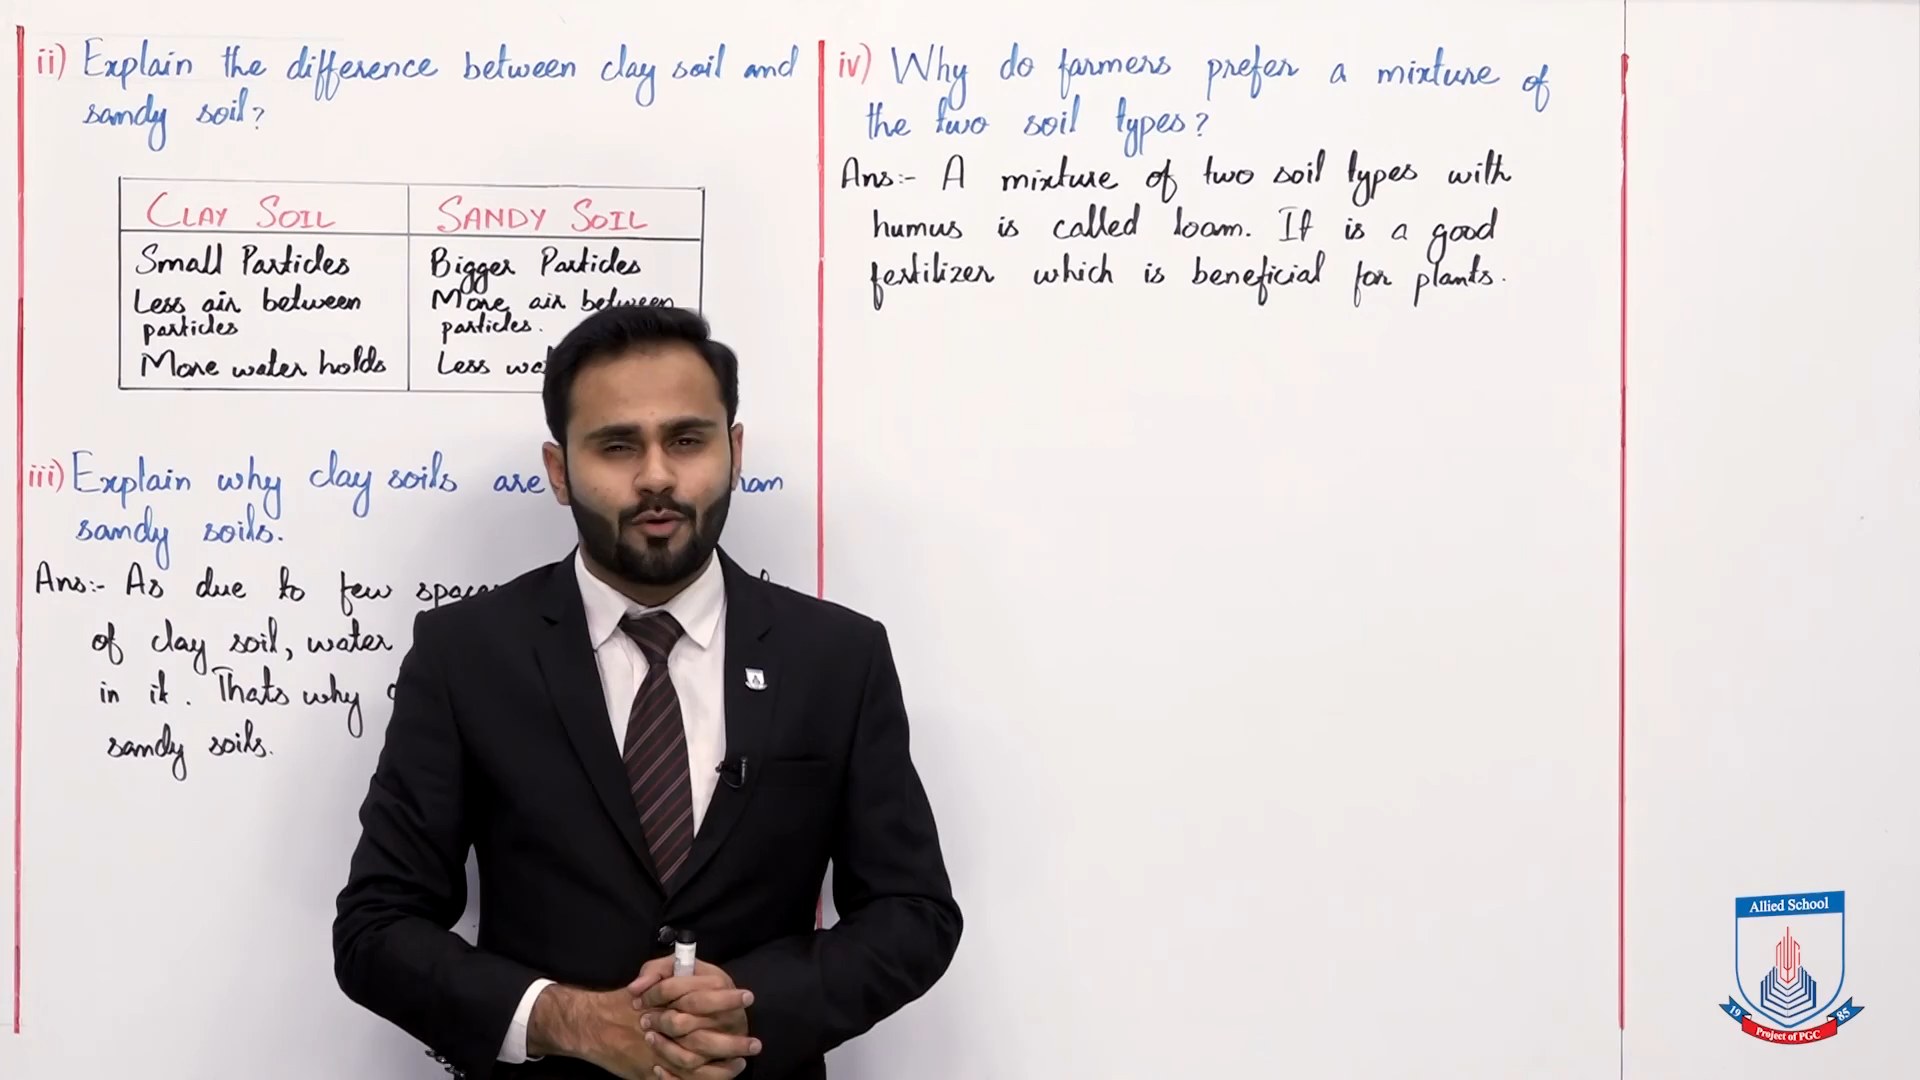 ii) Explain the difference between clay soil and
sandy soil?
CLAY SOIL
SANDY SOIL
Small Particles
Bigger Particles
Less air between
particles
More air between
particles.
More water holds
Less
iii) Explain why clay soils are
sandy soils.
Ans:- As due to few
of clay soil, water
in it. Thats why
sandy soils.
iv) Why do farmers prefer a mixture of
the two soil types?
Ans:- A mixture of two soil types with
humus is called loam. It is a good
fertilizer which is beneficial for plants.
Allied School
19 85
Project of PGC